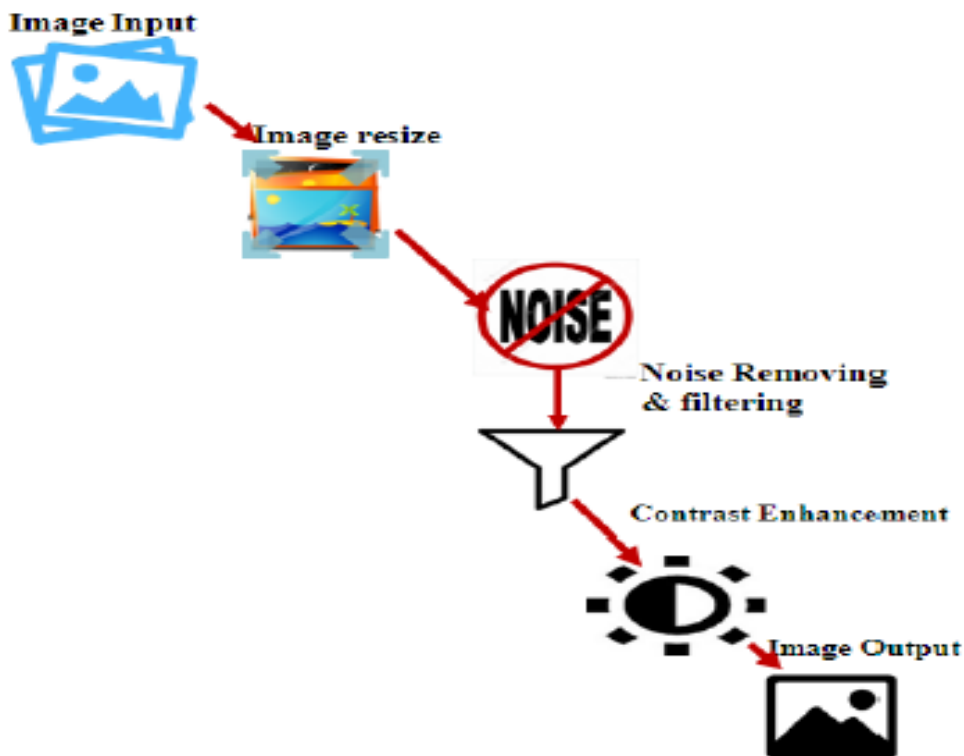 Image Input
Image resize
NOISE
Noise Removing
& filtering
Contrast Enhancement
Image Output